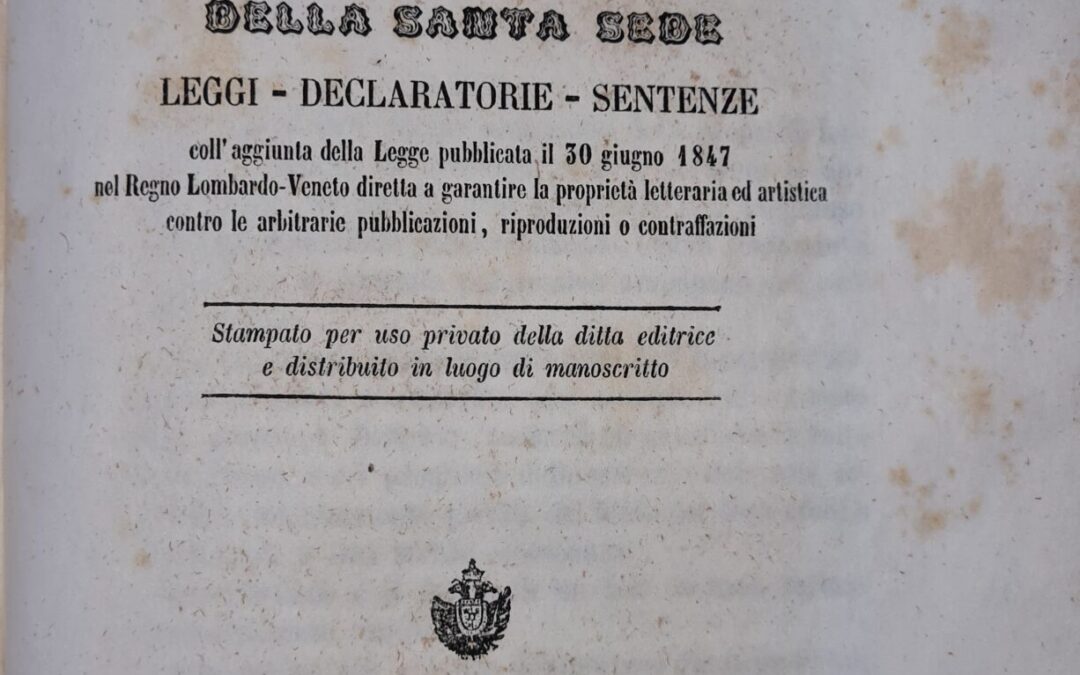 DELLA SANTA SEDE
LEGGI - DECLARATORIE - SENTENZE
coll'aggiunta della Legge pubblicata il 30 giugno 1847
nel Regno Lombardo-Veneto diretta a garantire la proprietà letteraria ed artistica
contro le arbitrarie pubblicazioni, riproduzioni o contraffazioni
Stampato per uso privato della ditta editrice
e distribuito in luogo di manoscritto